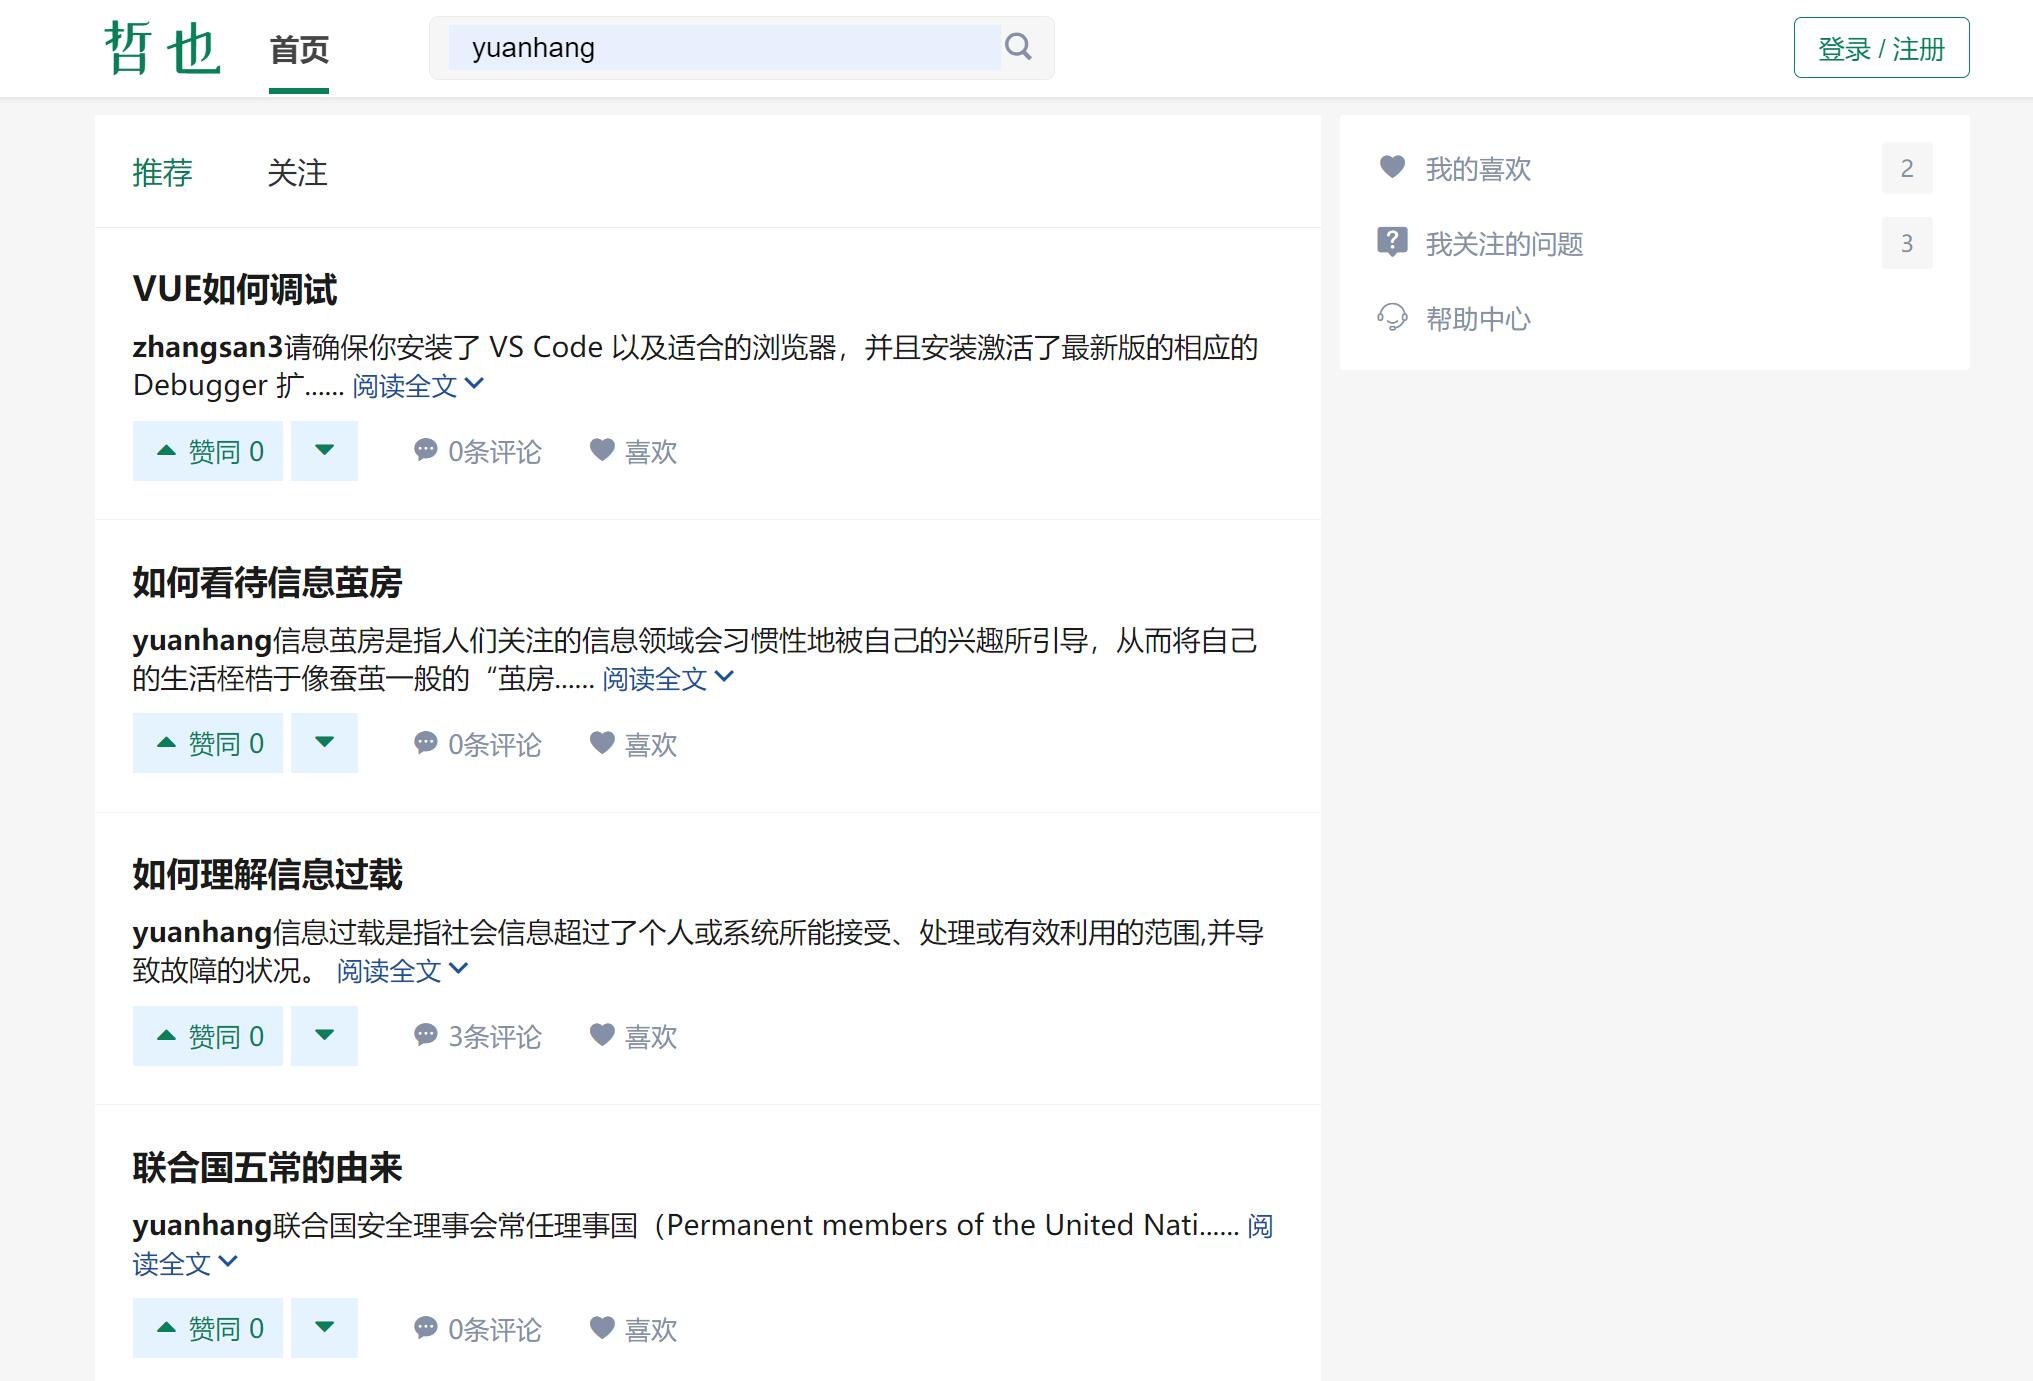 哲也 首页 yuanhang 登录 / 注册
推荐 关注
VUE如何调试
zhangsan3请确保你安装了 VS Code 以及适合的浏览器，并且安装激活了最新版的相应的
Debugger 扩...... 阅读全文
赞同 0 0条评论 喜欢
如何看待信息茧房
yuanhang信息茧房是指人们关注的信息领域会习惯性地被自己的兴趣所引导，从而将自己
的生活桎梏于像蚕茧一般的“茧房...... 阅读全文
赞同 0 0条评论 喜欢
如何理解信息过载
yuanhang信息过载是指社会信息超过了个人或系统所能接受、处理或有效利用的范围,并导
致故障的状况。 阅读全文
赞同 0 3条评论 喜欢
联合国五常的由来
yuanhang联合国安全理事会常任理事国（Permanent members of the United Nati...... 阅
读全文
赞同 0 0条评论 喜欢
我的喜欢 2
我关注的问题 3
帮助中心